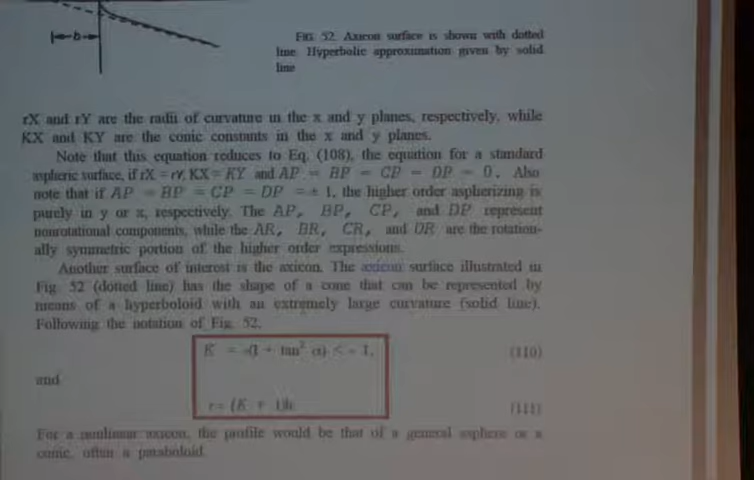 b
FIG. 52. Axicon surface is shown with dotted
line. Hyperbolic approximation given by solid
line
rX and rY are the radii of curvature in the x and y planes, respectively, while
KX and KY are the conic constants in the x and y planes.
Note that this equation reduces to Eq. (108), the equation for a standard
aspheric surface, if rX = rY, KX = KY and AP = BP = CP = DP = 0. Also
note that if AP = BP = CP = DP = ± 1, the higher order aspherizing is
purely in y or x, respectively. The AP, BP, CP, and DP represent
nonrotational components, while the AR, BR, CR, and DR are the rotation-
ally symmetric portion of the higher order expressions.
Another surface of interest is the axicon. The axicon surface illustrated in
Fig. 52 (dotted line) has the shape of a cone that can be represented by
means of a hyperboloid with an extremely large curvature (solid line).
Following the notation of Fig. 52,
K = -(1 + tan² α) < - 1, (110)
and
r = (K + 1)b (111)
For a nonlinear axicon, the profile would be that of a general asphere or a
conic, often a paraboloid.